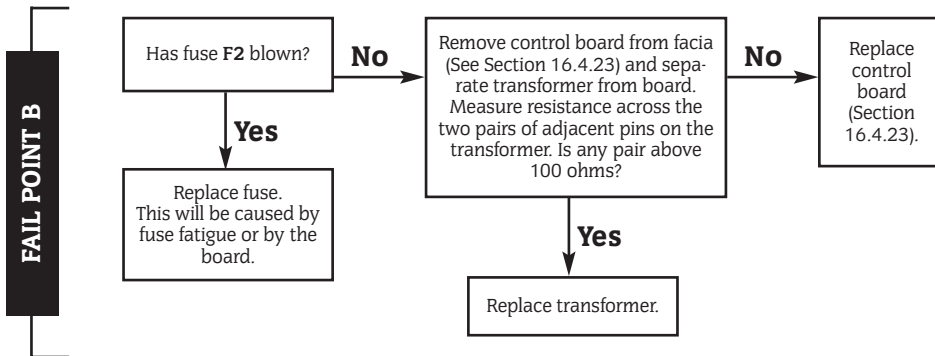 FAIL POINT B
Has fuse F2 blown?
No
Yes
Replace fuse.
This will be caused by
fuse fatigue or by the
board.
Remove control board from facia
(See Section 16.4.23) and sepa-
rate transformer from board.
Measure resistance across the
two pairs of adjacent pins on the
transformer. Is any pair above
100 ohms?
No
Yes
Replace transformer.
Replace
control
board
(Section
16.4.23).